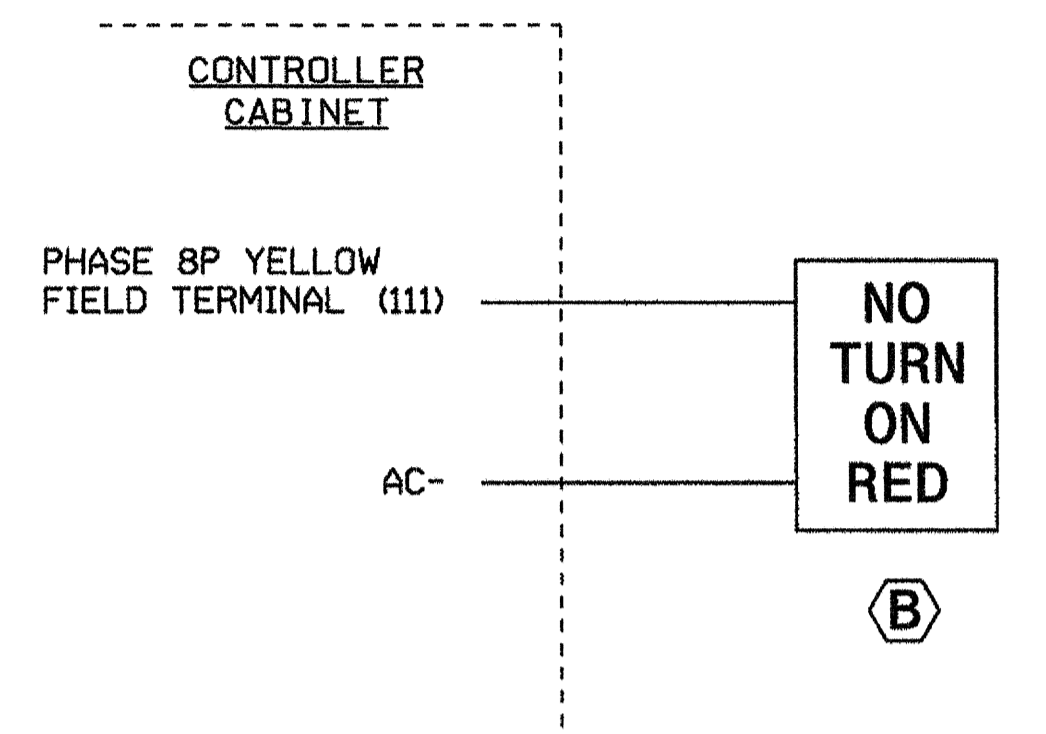 CONTROLLER
CABINET
PHASE 8P YELLOW
FIELD TERMINAL (111)
AC-
NO
TURN
ON
RED
B